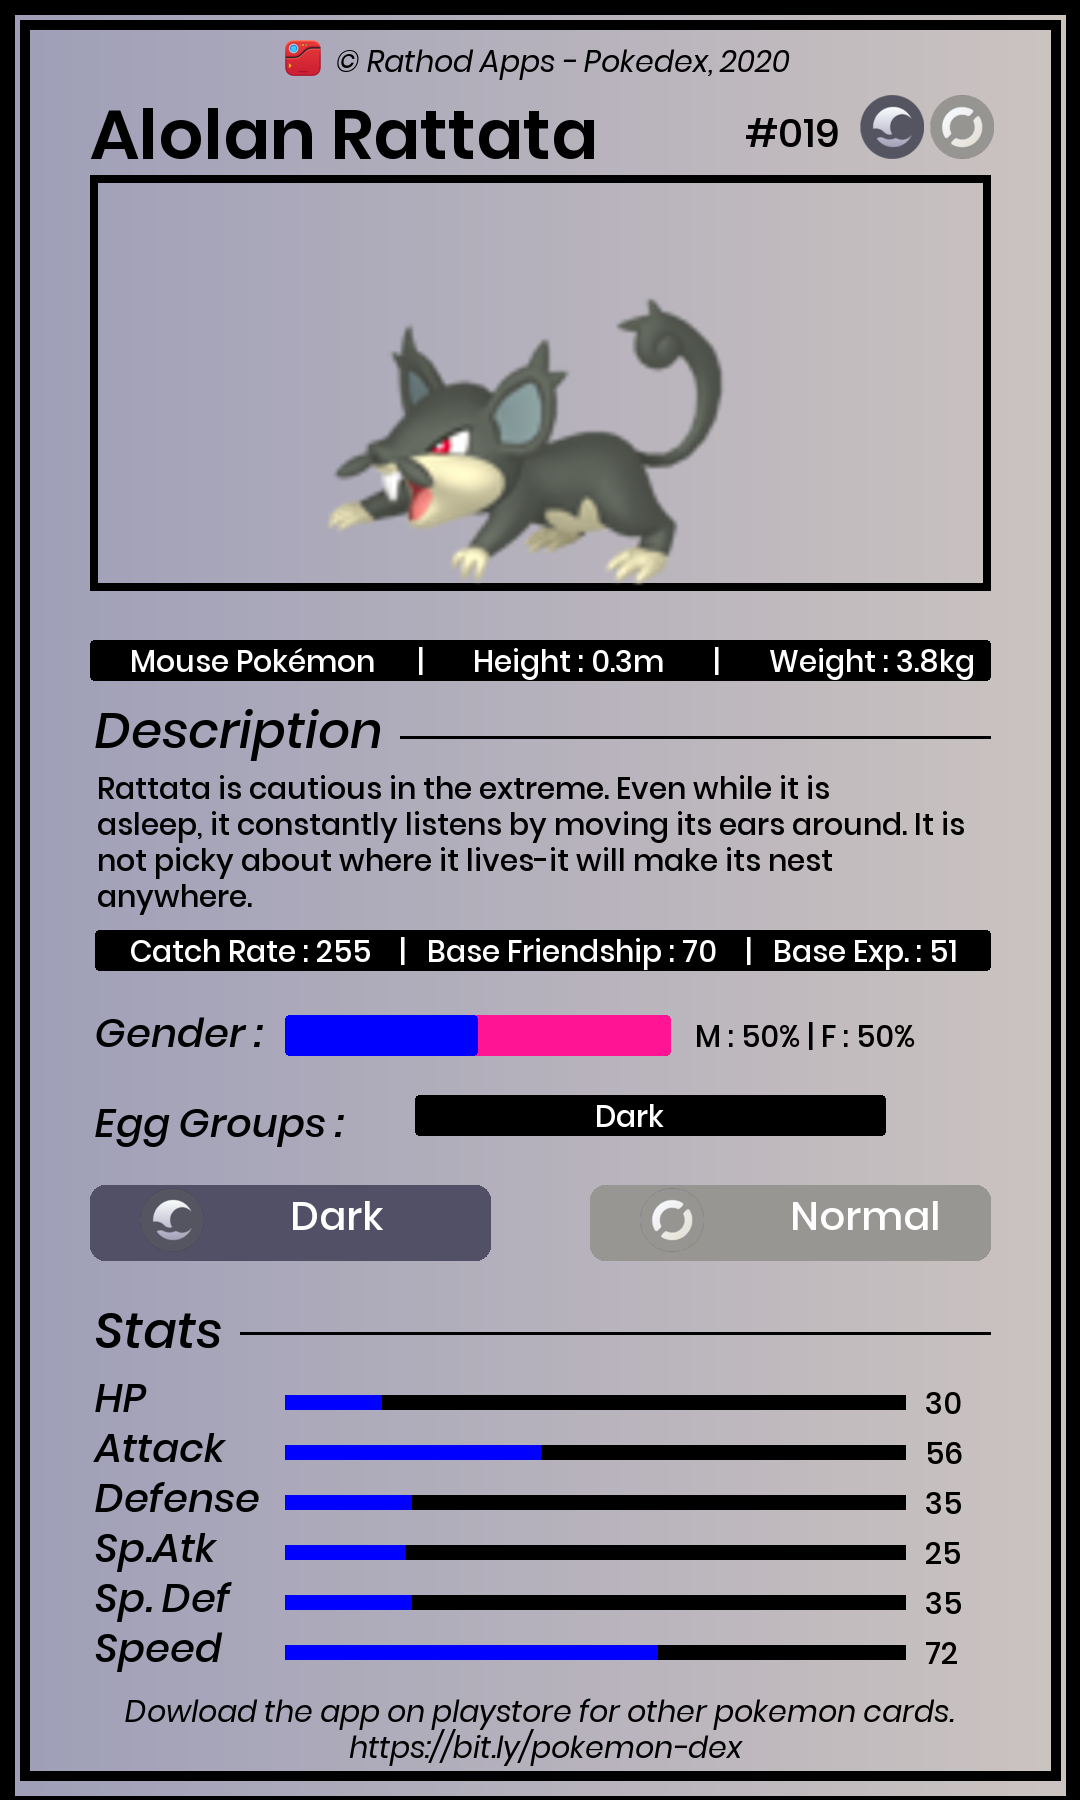 © Rathod Apps - Pokedex, 2020
Alolan Rattata #019
Mouse Pokémon | Height : 0.3m | Weight : 3.8kg
Description
Rattata is cautious in the extreme. Even while it is
asleep, it constantly listens by moving its ears around. It is
not picky about where it lives-it will make its nest
anywhere.
Catch Rate : 255 | Base Friendship : 70 | Base Exp. : 51
Gender : M : 50% | F : 50%
Egg Groups : Dark
Dark Normal
Stats
HP 30
Attack 56
Defense 35
Sp.Atk 25
Sp. Def 35
Speed 72
Dowload the app on playstore for other pokemon cards.
https://bit.ly/pokemon-dex